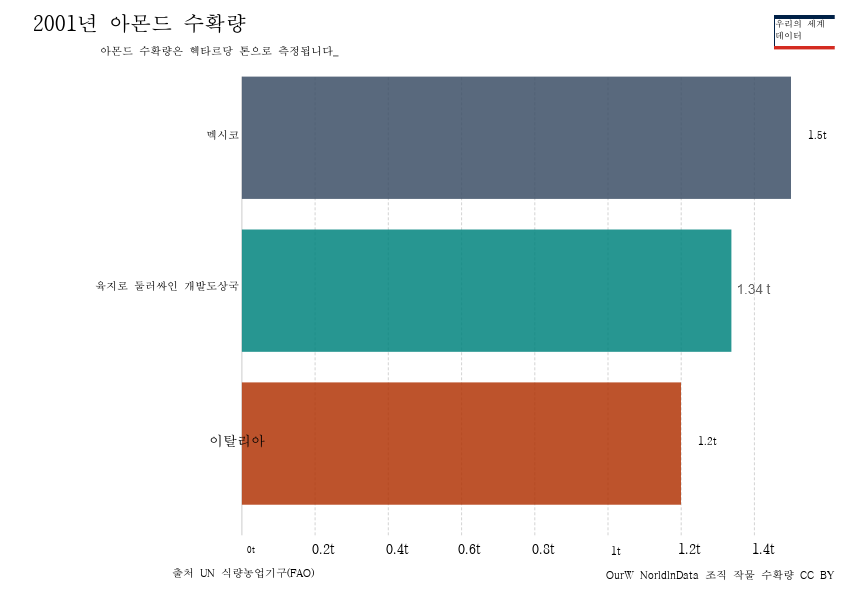 2001년 아몬드 수확량
아몬드 수확량은 헥타르당 톤으로 측정됩니다_
우리의 세계
데이터
멕시코
1.5t
육지로 둘러싸인 개발도상국
1.34 t
이탈리아
1.2t
0t 0.2t 0.4t 0.6t 0.8t 1t 1.2t 1.4t
출처 UN 식량농업기구(FAO)
OurW NorldInData 조직 작물 수확량 CC BY